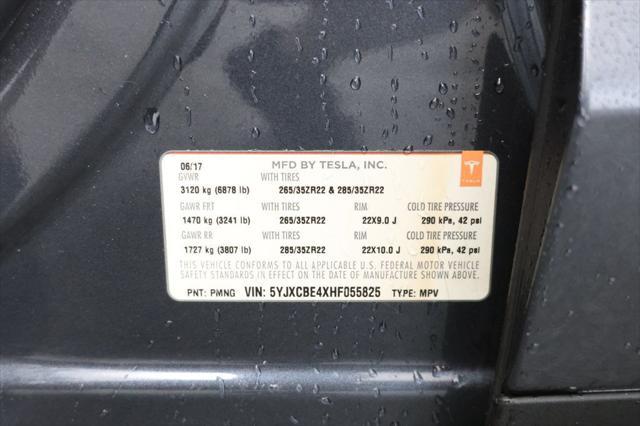 06/17 MFD BY TESLA, INC.
GVWR WITH TIRES
3120 kg (6878 lb) 265/35ZR22 & 285/35ZR22
TESLA
GAWR FRT WITH TIRES RIM COLD TIRE PRESSURE
1470 kg (3241 lb) 265/35ZR22 22X9.0 J 290 kPa, 42 psi
GAWR RR WITH TIRES RIM COLD TIRE PRESSURE
1727 kg (3807 lb) 285/35ZR22 22X10.0 J 290 kPa, 42 psi
THIS VEHICLE CONFORMS TO ALL APPLICABLE U.S. FEDERAL MOTOR VEHICLE
SAFETY STANDARDS IN EFFECT ON THE DATE OF MANUFACTURE SHOWN ABOVE.
PNT: PMNG VIN: 5YJXCBE4XHF055825 TYPE: MPV